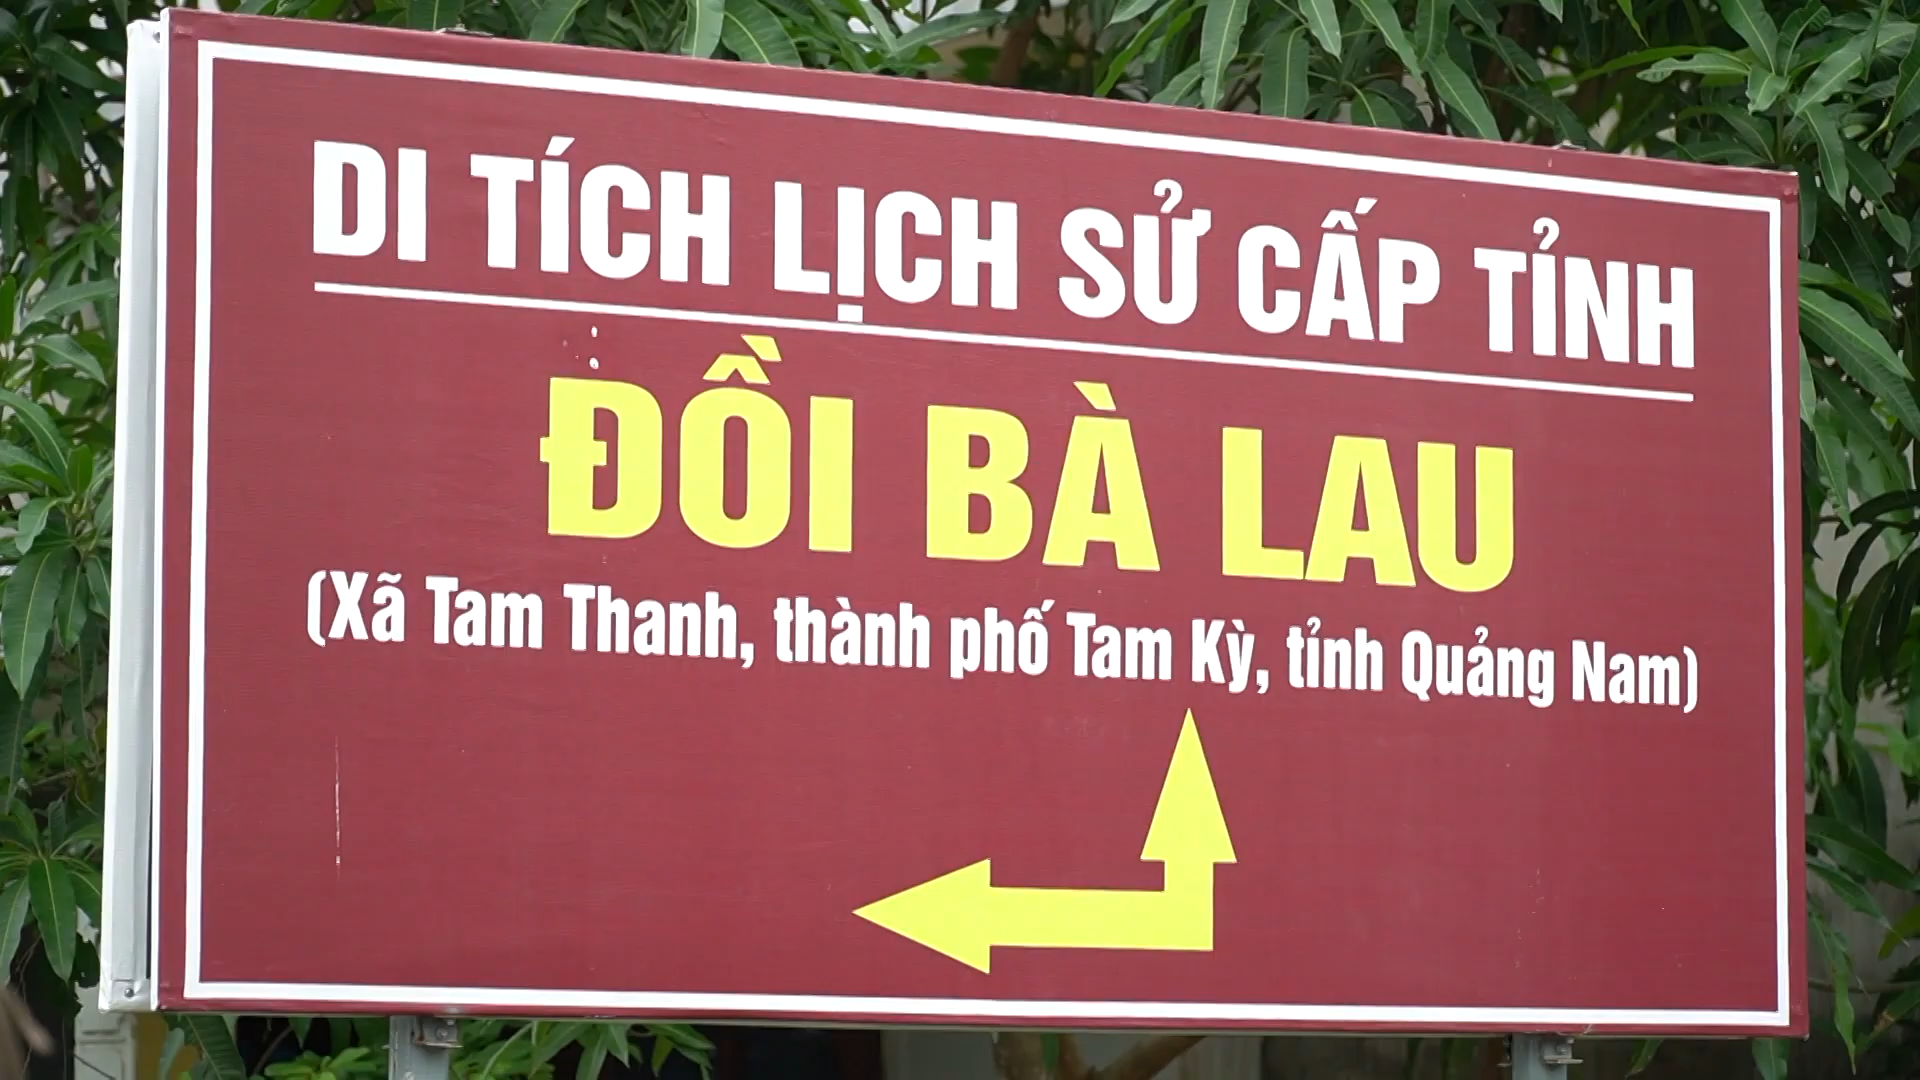 DI TÍCH LỊCH SỬ CẤP TỈNH
ĐỒI BÀ LAU
(Xã Tam Thanh, thành phố Tam Kỳ, tỉnh Quảng Nam)